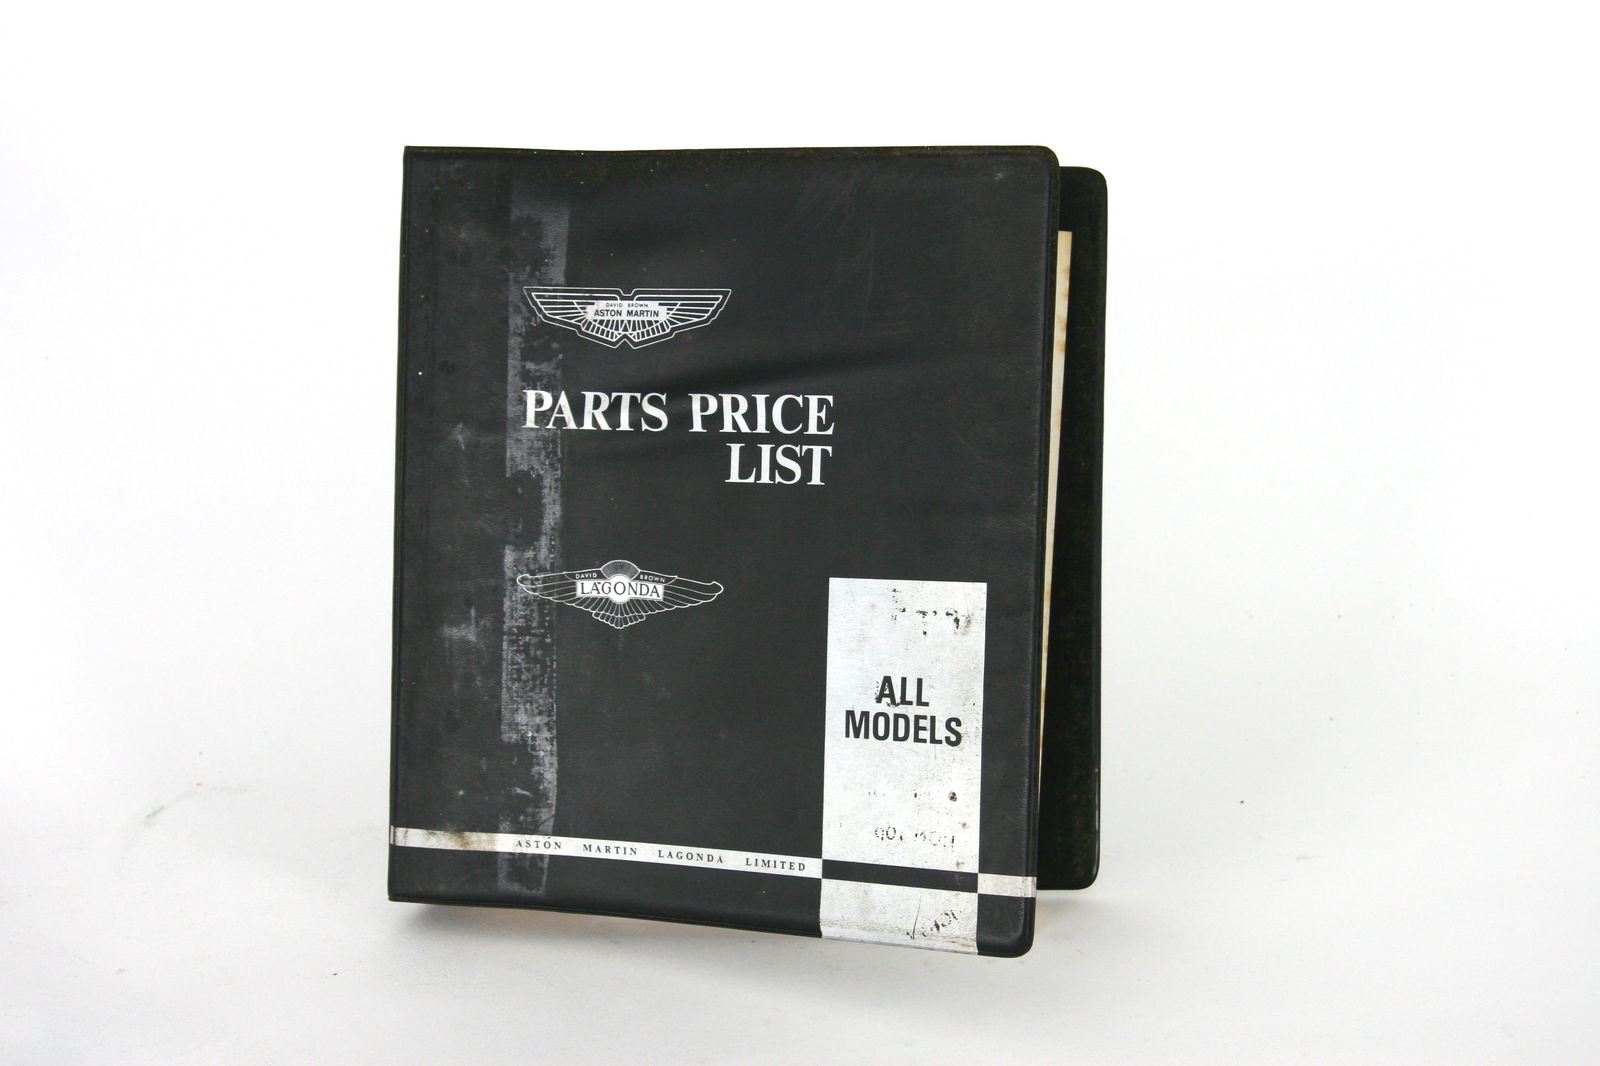 DAVID BROWN
ASTON MARTIN
PARTS PRICE
LIST
DAVID BROWN
LAGONDA
ALL
MODELS
ASTON MARTIN LAGONDA LIMITED